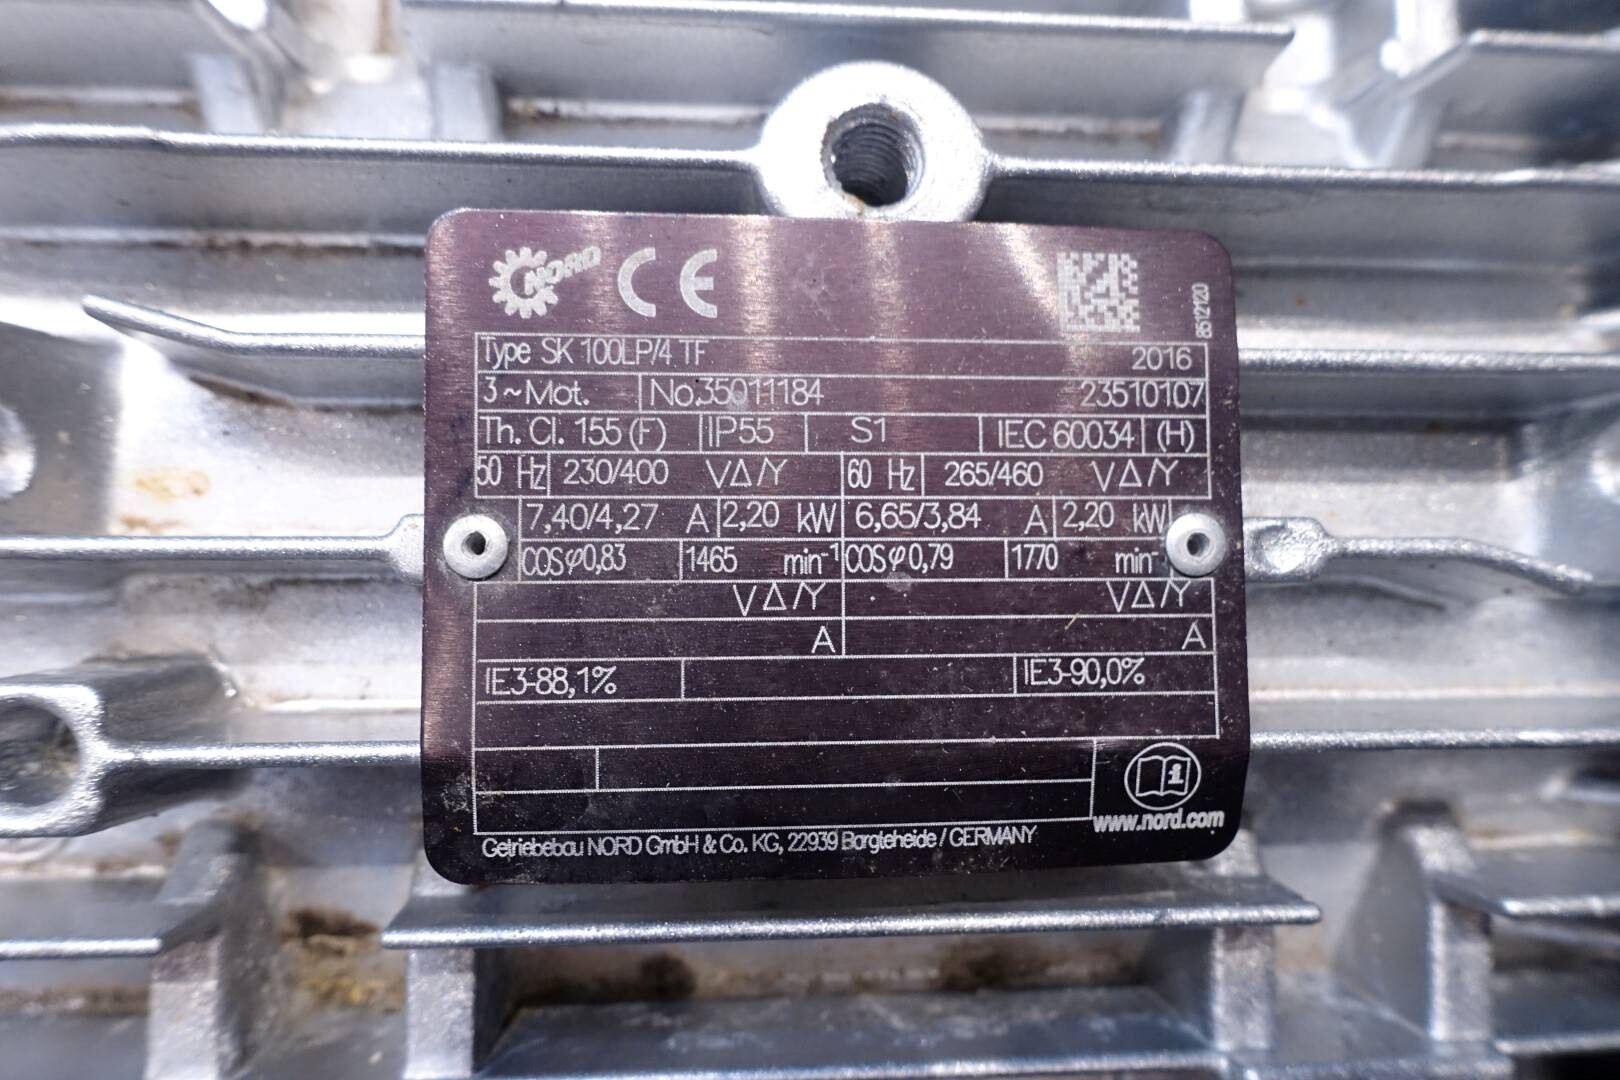 NORD CE
8512120
Type SK 100LP/4 TF 2016
3~Mot. No.35011184 23510107
Th. Cl. 155 (F) IP55 S1 IEC 60034 (H)
50 Hz 230/400 VΔ/Y 60 Hz 265/460 VΔ/Y
7,40/4,27 A 2,20 kW 6,65/3,84 A 2,20 kW
COSφ0,83 1465 min-1 COSφ0,79 1770 min-
VΔ/Y VΔ/Y
A A
IE3-88,1% IE3-90,0%
i
www.nord.com
Getriebebau NORD GmbH & Co. KG, 22939 Bargteheide / GERMANY